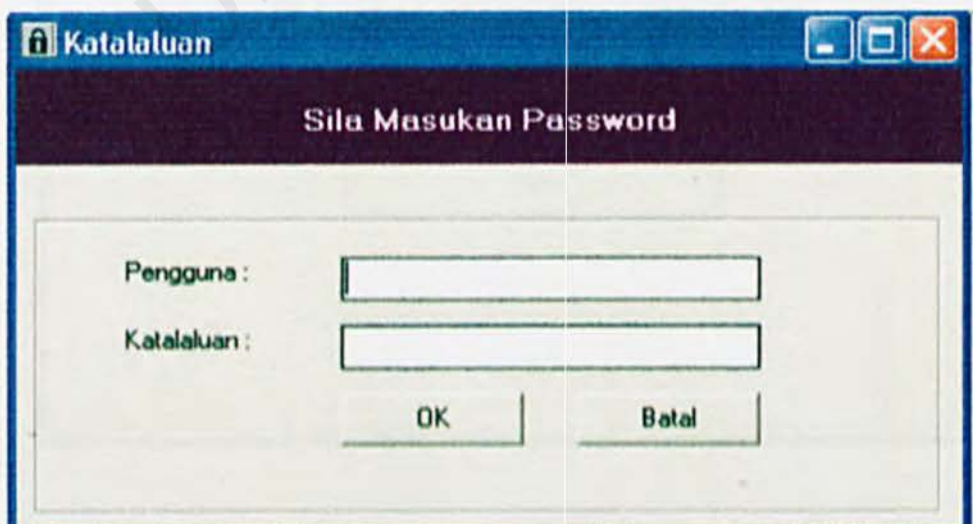 Katalaluan
Sila Masukan Password
Pengguna :
Katalaluan :
OK Batal